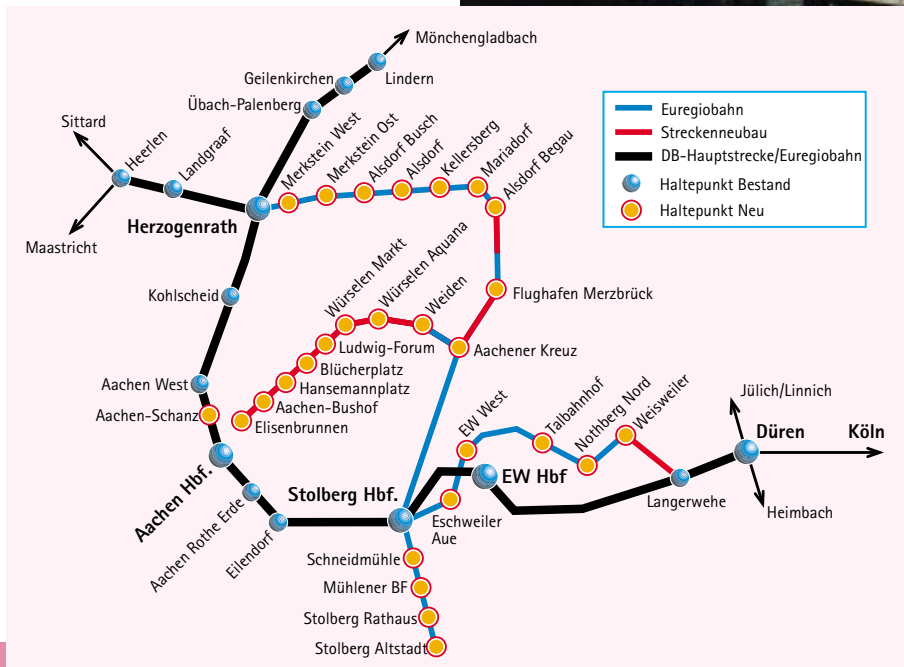 Mönchengladbach
Geilenkirchen
Lindern
Übach-Palenberg
Sittard
Heerlen
Landgraaf
Maastricht
Herzogenrath
Merkstein West
Merkstein Ost
Alsdorf Busch
Alsdorf
Kellersberg
Mariadorf
Alsdorf Begau
Euregiobahn
Streckenneubau
DB-Hauptstrecke/Euregiobahn
Haltepunkt Bestand
Haltepunkt Neu
Kohlscheid
Flughafen Merzbrück
Würselen Markt
Würselen Aquana
Weiden
Ludwig-Forum
Aachener Kreuz
Blücherplatz
Hansemannplatz
Aachen-Bushof
Elisenbrunnen
Aachen West
Aachen-Schanz
Aachen Hbf.
Aachen Rothe Erde
Eilendorf
Stolberg Hbf.
EW West
Talbahnhof
Nothberg Nord
Weisweiler
EW Hbf
Eschweiler
Aue
Langerwehe
Jülich/Linnich
Düren
Köln
Heimbach
Schneidmühle
Mühlener BF
Stolberg Rathaus
Stolberg Altstadt